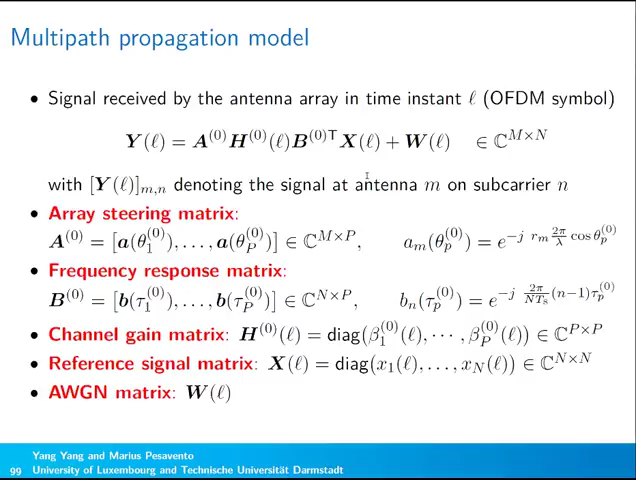 Multipath propagation model
• Signal received by the antenna array in time instant ℓ (OFDM symbol)
Y(ℓ) = A⁽⁰⁾H⁽⁰⁾(ℓ)B⁽⁰⁾ᵀX(ℓ) + W(ℓ) ∈ ℂ^{M×N}
with [Y(ℓ)]_{m,n} denoting the signal at antenna m on subcarrier n
• Array steering matrix:
A⁽⁰⁾ = [a(θ₁⁽⁰⁾), . . . , a(θ_P⁽⁰⁾)] ∈ ℂ^{M×P}, a_m(θ_p⁽⁰⁾) = e^{−j r_m \frac{2π}{λ} cos θ_p⁽⁰⁾}
• Frequency response matrix:
B⁽⁰⁾ = [b(τ₁⁽⁰⁾), . . . , b(τ_P⁽⁰⁾)] ∈ ℂ^{N×P}, b_n(τ_p⁽⁰⁾) = e^{−j \frac{2π}{NT_s}(n−1)τ_p⁽⁰⁾}
• Channel gain matrix: H⁽⁰⁾(ℓ) = diag(β₁⁽⁰⁾(ℓ), · · · , β_P⁽⁰⁾(ℓ)) ∈ ℂ^{P×P}
• Reference signal matrix: X(ℓ) = diag(x₁(ℓ), . . . , x_N(ℓ)) ∈ ℂ^{N×N}
• AWGN matrix: W(ℓ)
Yang Yang and Marius Pesavento
99 University of Luxembourg and Technische Universität Darmstadt